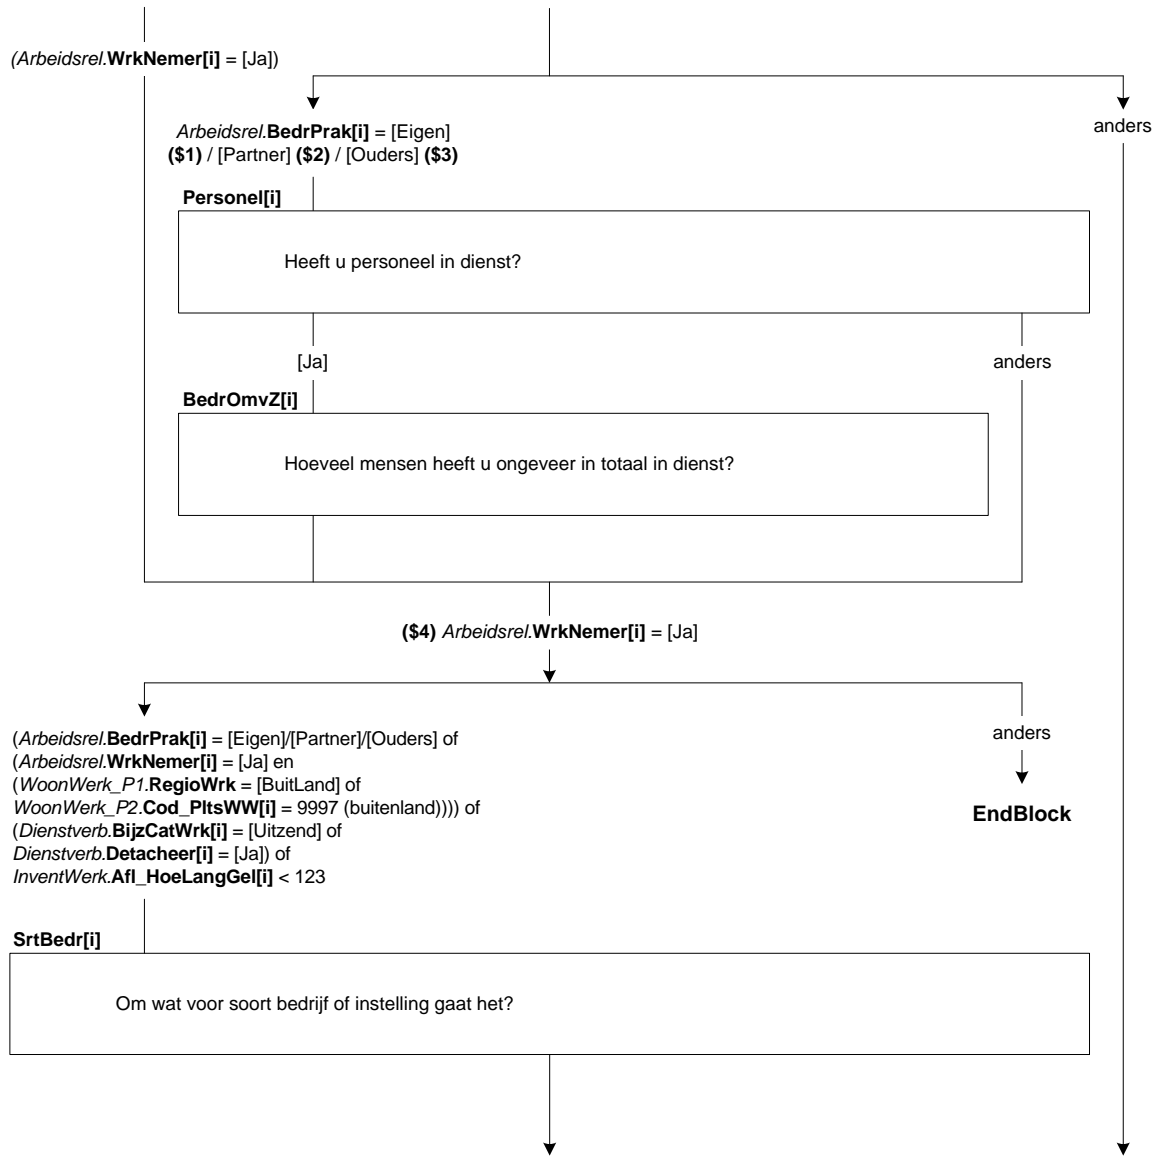 (Arbeidsrel.WrkNemer[i] = [Ja])
Arbeidsrel.BedrPrak[i] = [Eigen]
($1) / [Partner] ($2) / [Ouders] ($3)
anders
Personel[i]
Heeft u personeel in dienst?
[Ja]
anders
BedrOmvZ[i]
Hoeveel mensen heeft u ongeveer in totaal in dienst?
($4) Arbeidsrel.WrkNemer[i] = [Ja]
(Arbeidsrel.BedrPrak[i] = [Eigen]/[Partner]/[Ouders] of
(Arbeidsrel.WrkNemer[i] = [Ja] en
(WoonWerk_P1.RegioWrk = [BuitLand] of
WoonWerk_P2.Cod_PltsWW[i] = 9997 (buitenland)))) of
(Dienstverb.BijzCatWrk[i] = [Uitzend] of
Dienstverb.Detacheer[i] = [Ja]) of
InventWerk.Afl_HoeLangGel[i] < 123
anders
EndBlock
SrtBedr[i]
Om wat voor soort bedrijf of instelling gaat het?